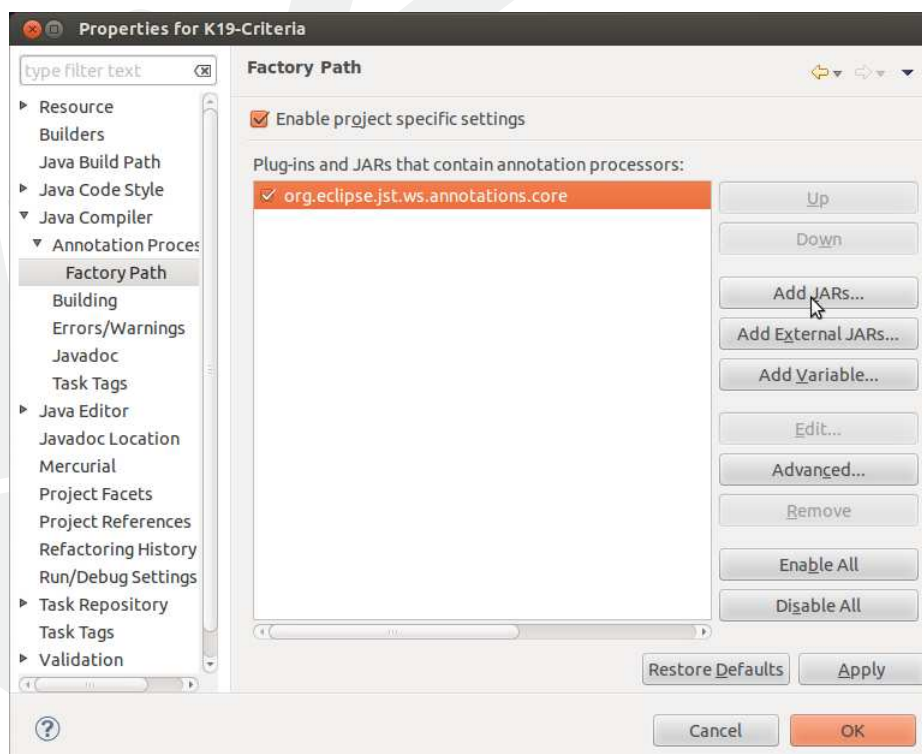 Properties for K19-Criteria
type filter text
Resource
Builders
Java Build Path
Java Code Style
Java Compiler
Annotation Proces
Factory Path
Building
Errors/Warnings
Javadoc
Task Tags
Java Editor
Javadoc Location
Mercurial
Project Facets
Project References
Refactoring History
Run/Debug Settings
Task Repository
Task Tags
Validation
Factory Path
Enable project specific settings
Plug-ins and JARs that contain annotation processors:
org.eclipse.jst.ws.annotations.core
Up
Down
Add JARs...
Add External JARs...
Add Variable...
Edit...
Advanced...
Remove
Enable All
Disable All
Restore Defaults
Apply
Cancel
OK